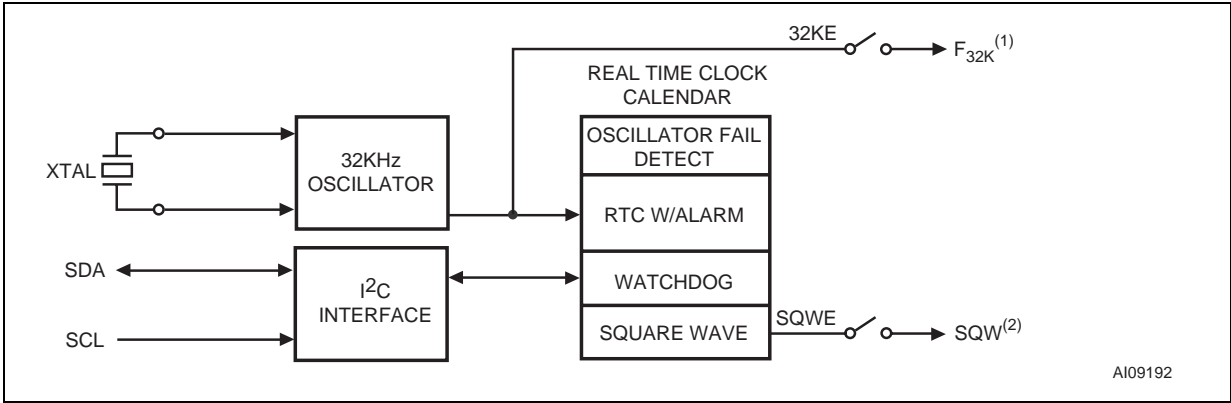 32KE
F32K(1)
REAL TIME CLOCK
CALENDAR
OSCILLATOR FAIL
DETECT
XTAL
32KHz
OSCILLATOR
RTC W/ALARM
SDA
I2C
INTERFACE
WATCHDOG
SCL
SQUARE WAVE
SQWE
SQW(2)
AI09192